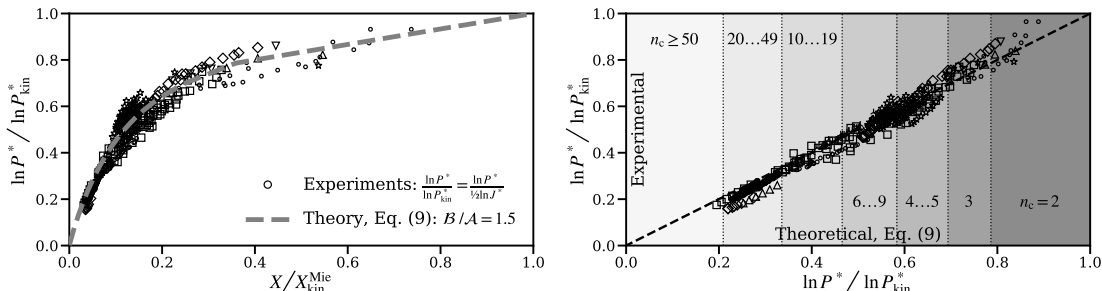 1.0
0.8
0.6
0.4
0.2
0.0
ln P* / ln P*kin
Experiments: ln P*/ln P*kin = ln P*/½ln J*
Theory, Eq. (9): ℬ/𝒜 = 1.5
0.0 0.2 0.4 0.6 0.8 1.0
X/X^Mie_kin
1.0
0.8
0.6
0.4
0.2
0.0
ln P* / ln P*kin
Experimental
nc ≥ 50 20…49 10…19
6…9 4…5 3 nc = 2
Theoretical, Eq. (9)
0.0 0.2 0.4 0.6 0.8 1.0
ln P* / ln P*kin